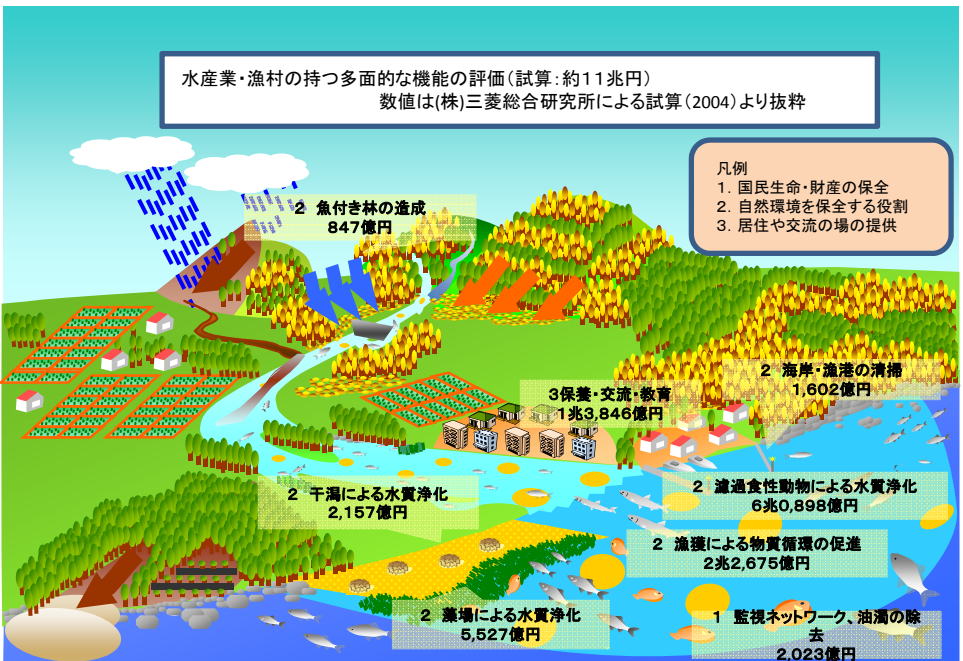 水産業・漁村の持つ多面的な機能の評価（試算：約１１兆円）
数値は(株)三菱総合研究所による試算（2004）より抜粋
凡例
1. 国民生命・財産の保全
2. 自然環境を保全する役割
3. 居住や交流の場の提供
２　魚付き林の造成
847億円
２　海岸・漁港の清掃
1,602億円
３保養・交流・教育
１兆３,８４６億円
２　濾過食性動物による水質浄化
６兆０,８９８億円
２　干潟による水質浄化
2,157億円
２　漁獲による物質循環の促進
２兆２,６７５億円
２　藻場による水質浄化
5,527億円
１　監視ネットワーク、油濁の除
去
２,０２３億円